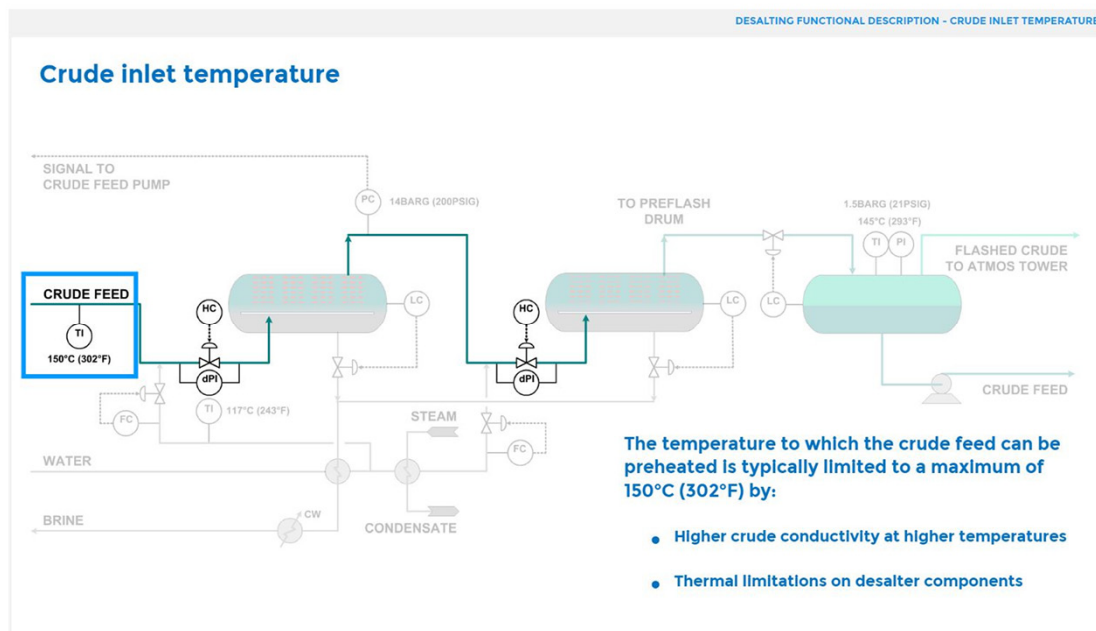 DESALTING FUNCTIONAL DESCRIPTION - CRUDE INLET TEMPERATURE
Crude inlet temperature
SIGNAL TO
CRUDE FEED PUMP
PC
14BARG (200PSIG)
TO PREFLASH
DRUM
1.5BARG (21PSIG)
145°C (293°F)
TI
PI
FLASHED CRUDE
TO ATMOS TOWER
CRUDE FEED
TI
150°C (302°F)
HC
LC
HC
LC
LC
dPI
dPI
CRUDE FEED
FC
TI
117°C (243°F)
STEAM
FC
WATER
BRINE
CW
CONDENSATE
The temperature to which the crude feed can be
preheated is typically limited to a maximum of
150°C (302°F) by:
• Higher crude conductivity at higher temperatures
• Thermal limitations on desalter components